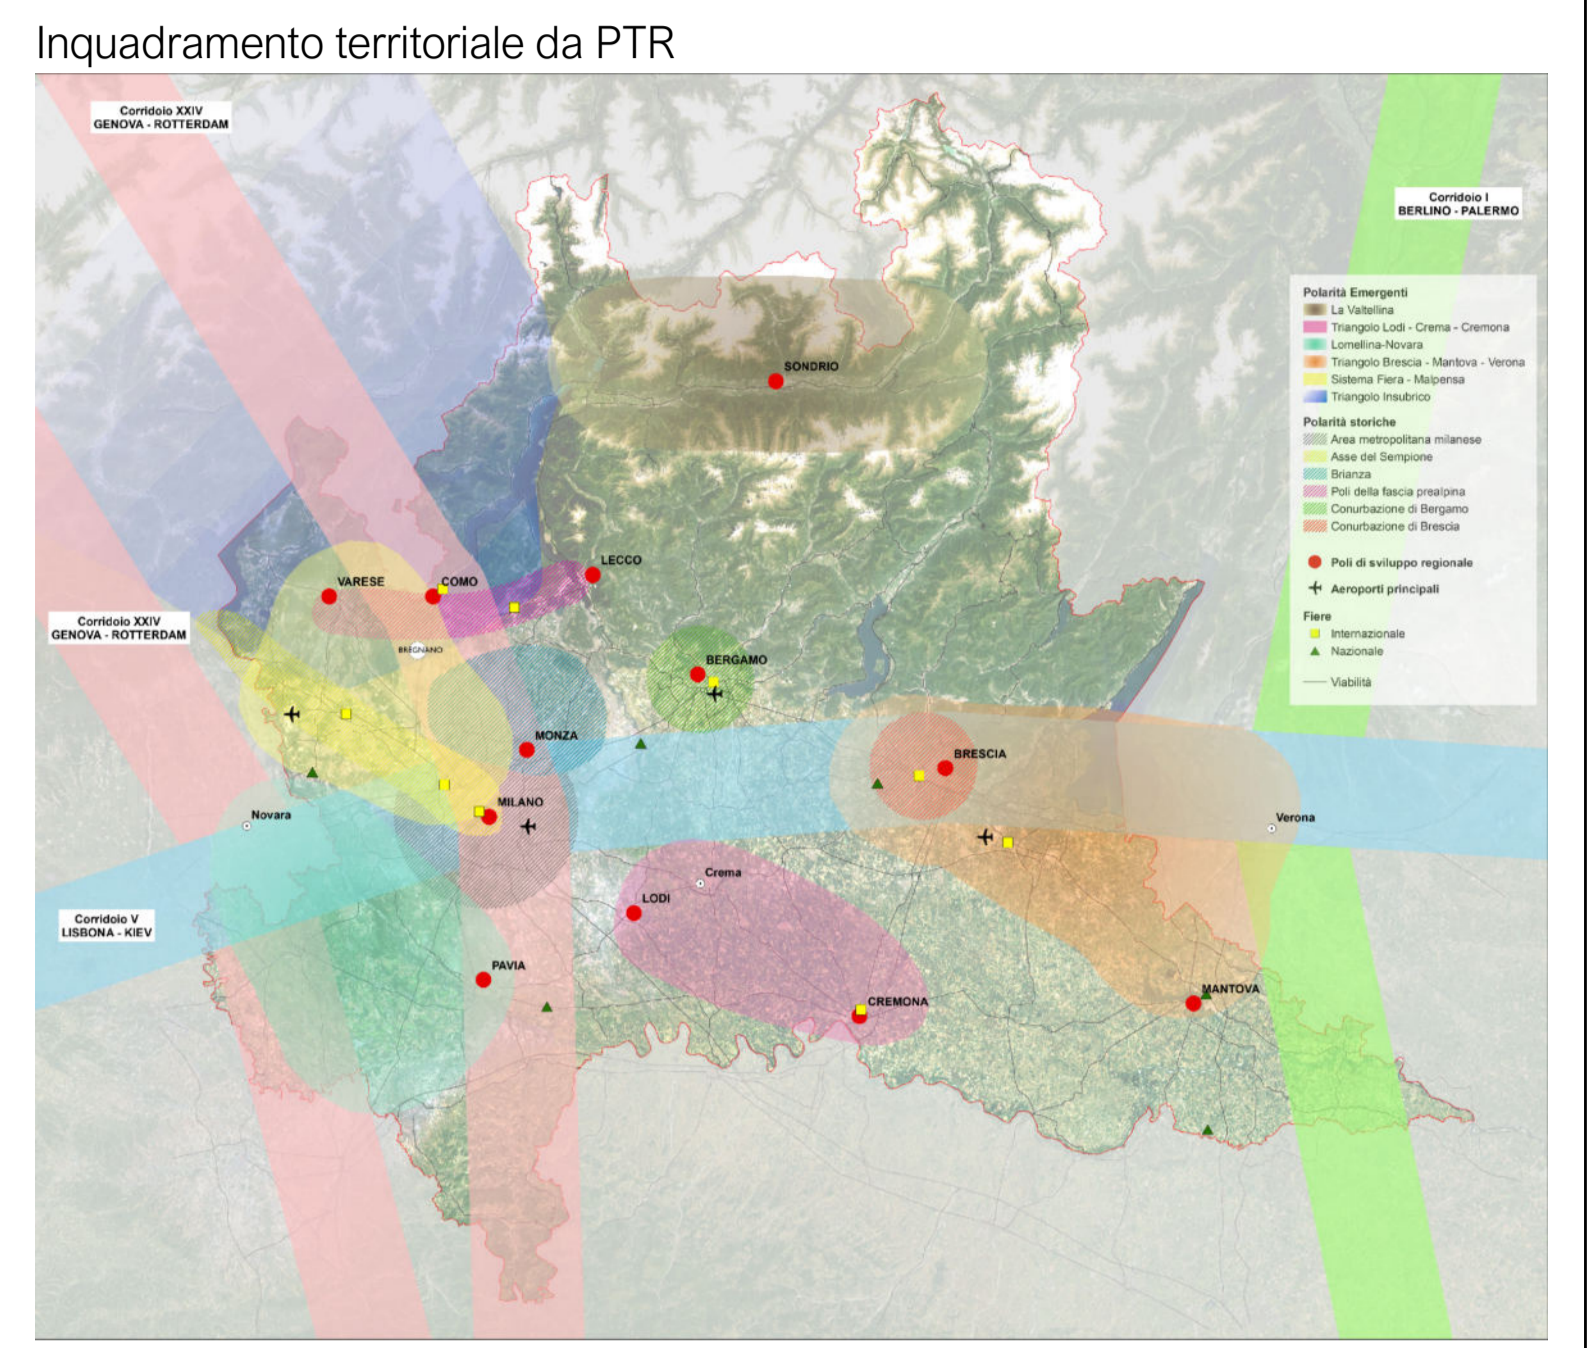 Inquadramento territoriale da PTR
Corridoio XXIV
GENOVA - ROTTERDAM
Corridoio I
BERLINO - PALERMO
Polarità Emergenti
La Valtellina
Triangolo Lodi - Crema - Cremona
Lomellina-Novara
Triangolo Brescia - Mantova - Verona
Sistema Fiera - Malpensa
Triangolo Insubrico
Polarità storiche
Area metropolitana milanese
Asse del Sempione
Brianza
Poli della fascia prealpina
Conurbazione di Bergamo
Conurbazione di Brescia
Poli di sviluppo regionale
Aeroporti principali
Fiere
Internazionale
Nazionale
Viabilità
SONDRIO
LECCO
VARESE
COMO
Corridoio XXIV
GENOVA - ROTTERDAM
BREGNANO
BERGAMO
MONZA
BRESCIA
MILANO
Novara
Verona
Crema
LODI
Corridoio V
LISBONA - KIEV
PAVIA
MANTOVA
CREMONA